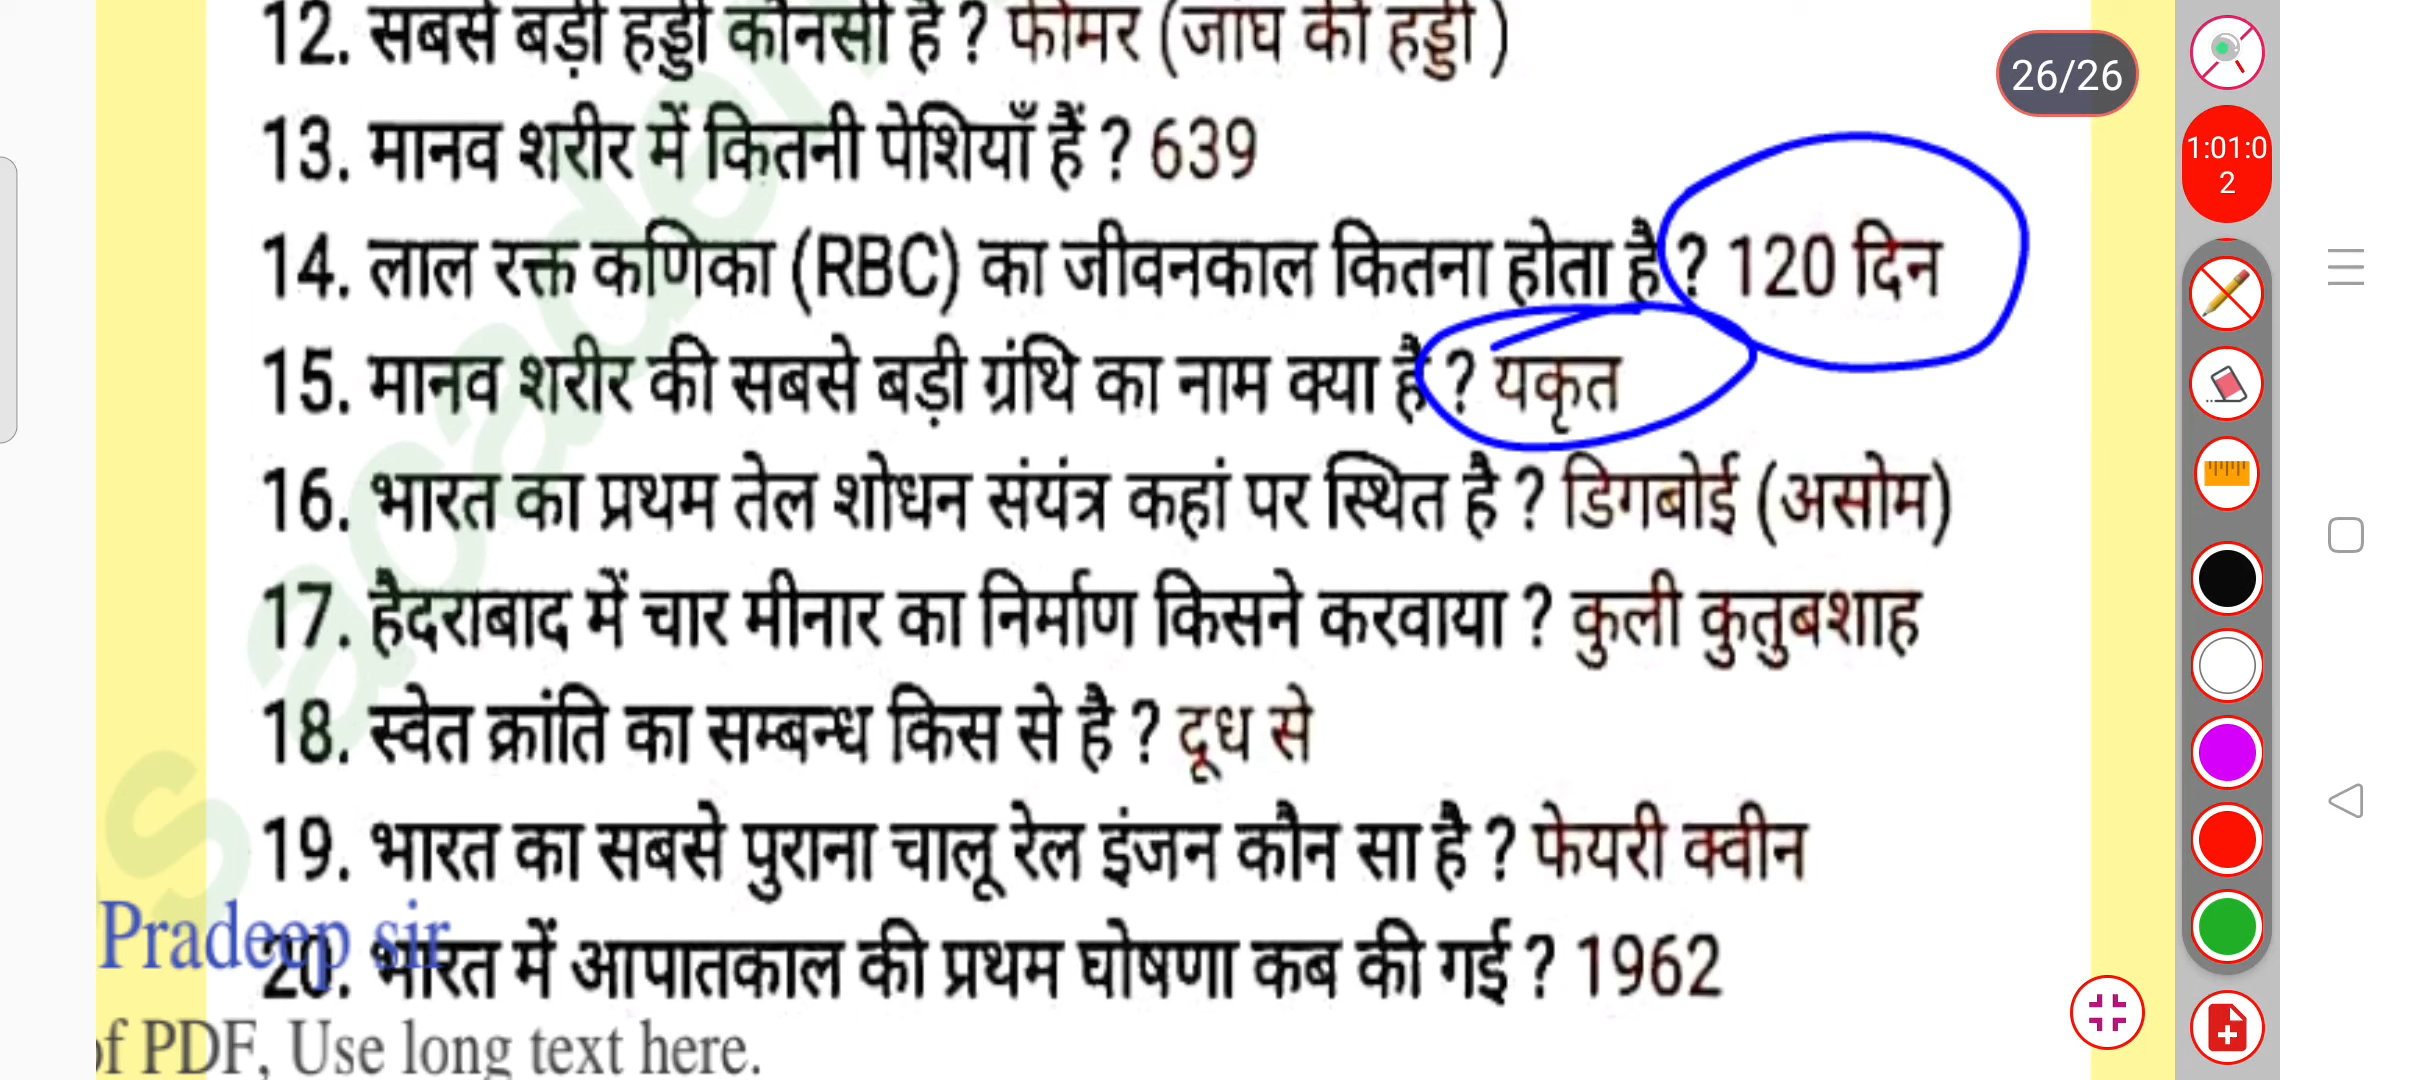 12. सबसे बड़ी हड्डी कौनसी है ? फीमर (जांघ की हड्डी )
26/26
13. मानव शरीर में कितनी पेशियाँ हैं ? 639
1:01:0
2
14. लाल रक्त कणिका (RBC) का जीवनकाल कितना होता है ? 120 दिन
15. मानव शरीर की सबसे बड़ी ग्रंथि का नाम क्या है ? यकृत
16. भारत का प्रथम तेल शोधन संयंत्र कहां पर स्थित है ? डिगबोई (असोम)
17. हैदराबाद में चार मीनार का निर्माण किसने करवाया ? कुली कुतुबशाह
18. स्वेत क्रांति का सम्बन्ध किस से है ? दूध से
19. भारत का सबसे पुराना चालू रेल इंजन कौन सा है ? फेयरी क्वीन
Pradeep sir
20. भारत में आपातकाल की प्रथम घोषणा कब की गई ? 1962
of PDF, Use long text here.